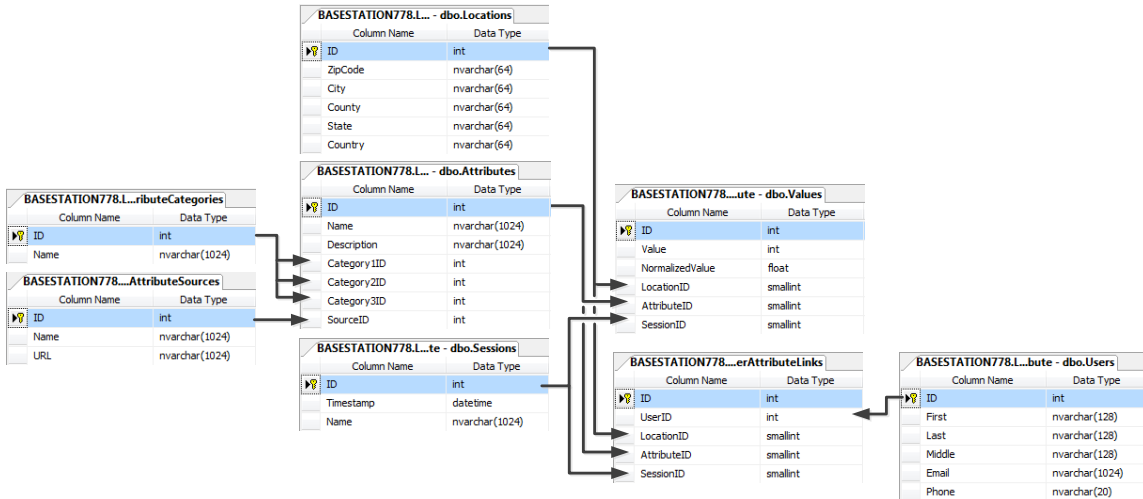 BASESTATION778.L... - dbo.Locations
Column Name Data Type
ID int
ZipCode nvarchar(64)
City nvarchar(64)
County nvarchar(64)
State nvarchar(64)
Country nvarchar(64)
BASESTATION778.L... - dbo.Attributes
Column Name Data Type
ID int
Name nvarchar(1024)
Description nvarchar(1024)
Category1ID int
Category2ID int
Category3ID int
SourceID int
BASESTATION778.L...ributeCategories
Column Name Data Type
ID int
Name nvarchar(1024)
BASESTATION778....AttributeSources
Column Name Data Type
ID int
Name nvarchar(1024)
URL nvarchar(1024)
BASESTATION778.L...te - dbo.Sessions
Column Name Data Type
ID int
Timestamp datetime
Name nvarchar(1024)
BASESTATION778....ute - dbo.Values
Column Name Data Type
ID int
Value int
NormalizedValue float
LocationID smallint
AttributeID smallint
SessionID smallint
BASESTATION778....erAttributeLinks
Column Name Data Type
ID int
UserID int
LocationID smallint
AttributeID smallint
SessionID smallint
BASESTATION778.L...bute - dbo.Users
Column Name Data Type
ID int
First nvarchar(128)
Last nvarchar(128)
Middle nvarchar(128)
Email nvarchar(1024)
Phone nvarchar(20)